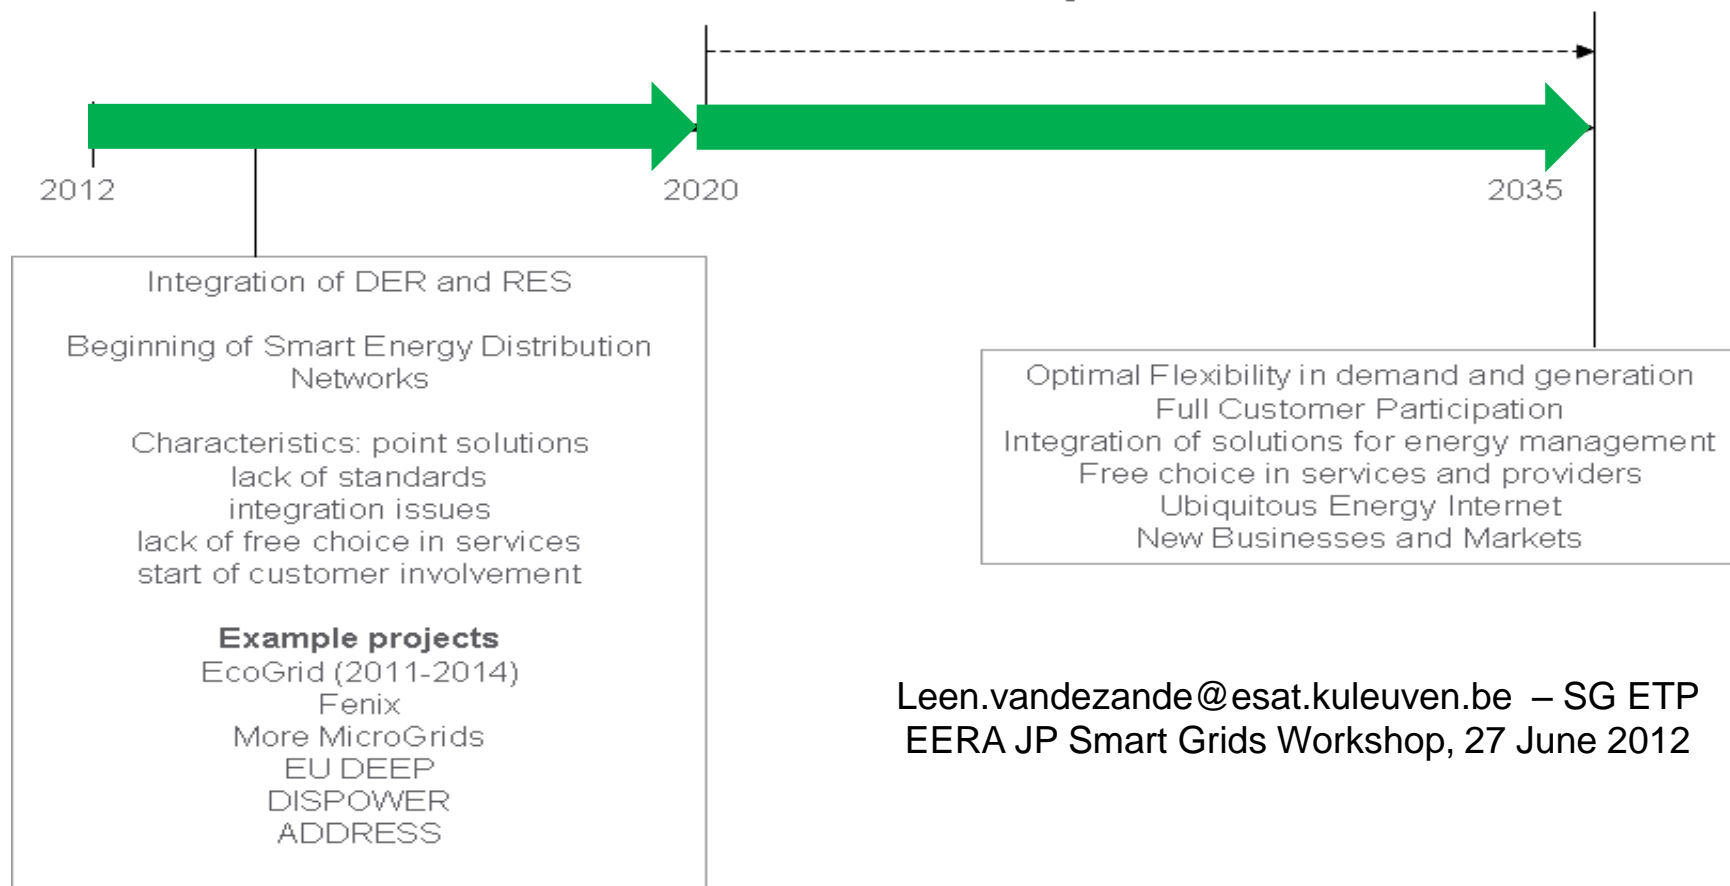 2012
2020
2035
Integration of DER and RES
Beginning of Smart Energy Distribution
Networks
Characteristics: point solutions
lack of standards
integration issues
lack of free choice in services
start of customer involvement
Example projects
EcoGrid (2011-2014)
Fenix
More MicroGrids
EU DEEP
DISPOWER
ADDRESS
Optimal Flexibility in demand and generation
Full Customer Participation
Integration of solutions for energy management
Free choice in services and providers
Ubiquitous Energy Internet
New Businesses and Markets
Leen.vandezande@esat.kuleuven.be – SG ETP
EERA JP Smart Grids Workshop, 27 June 2012